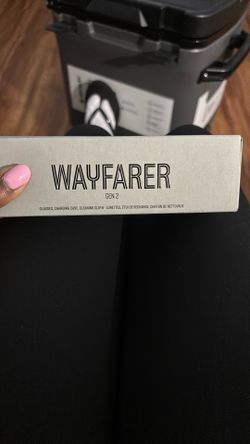 WAYFARER
GEN 2
GLASSES, CHARGING CASE, CLEANING CLOTH - LUNETTES, ÉTUI DE RECHARGE, CHIFFON DE NETTOYAGE